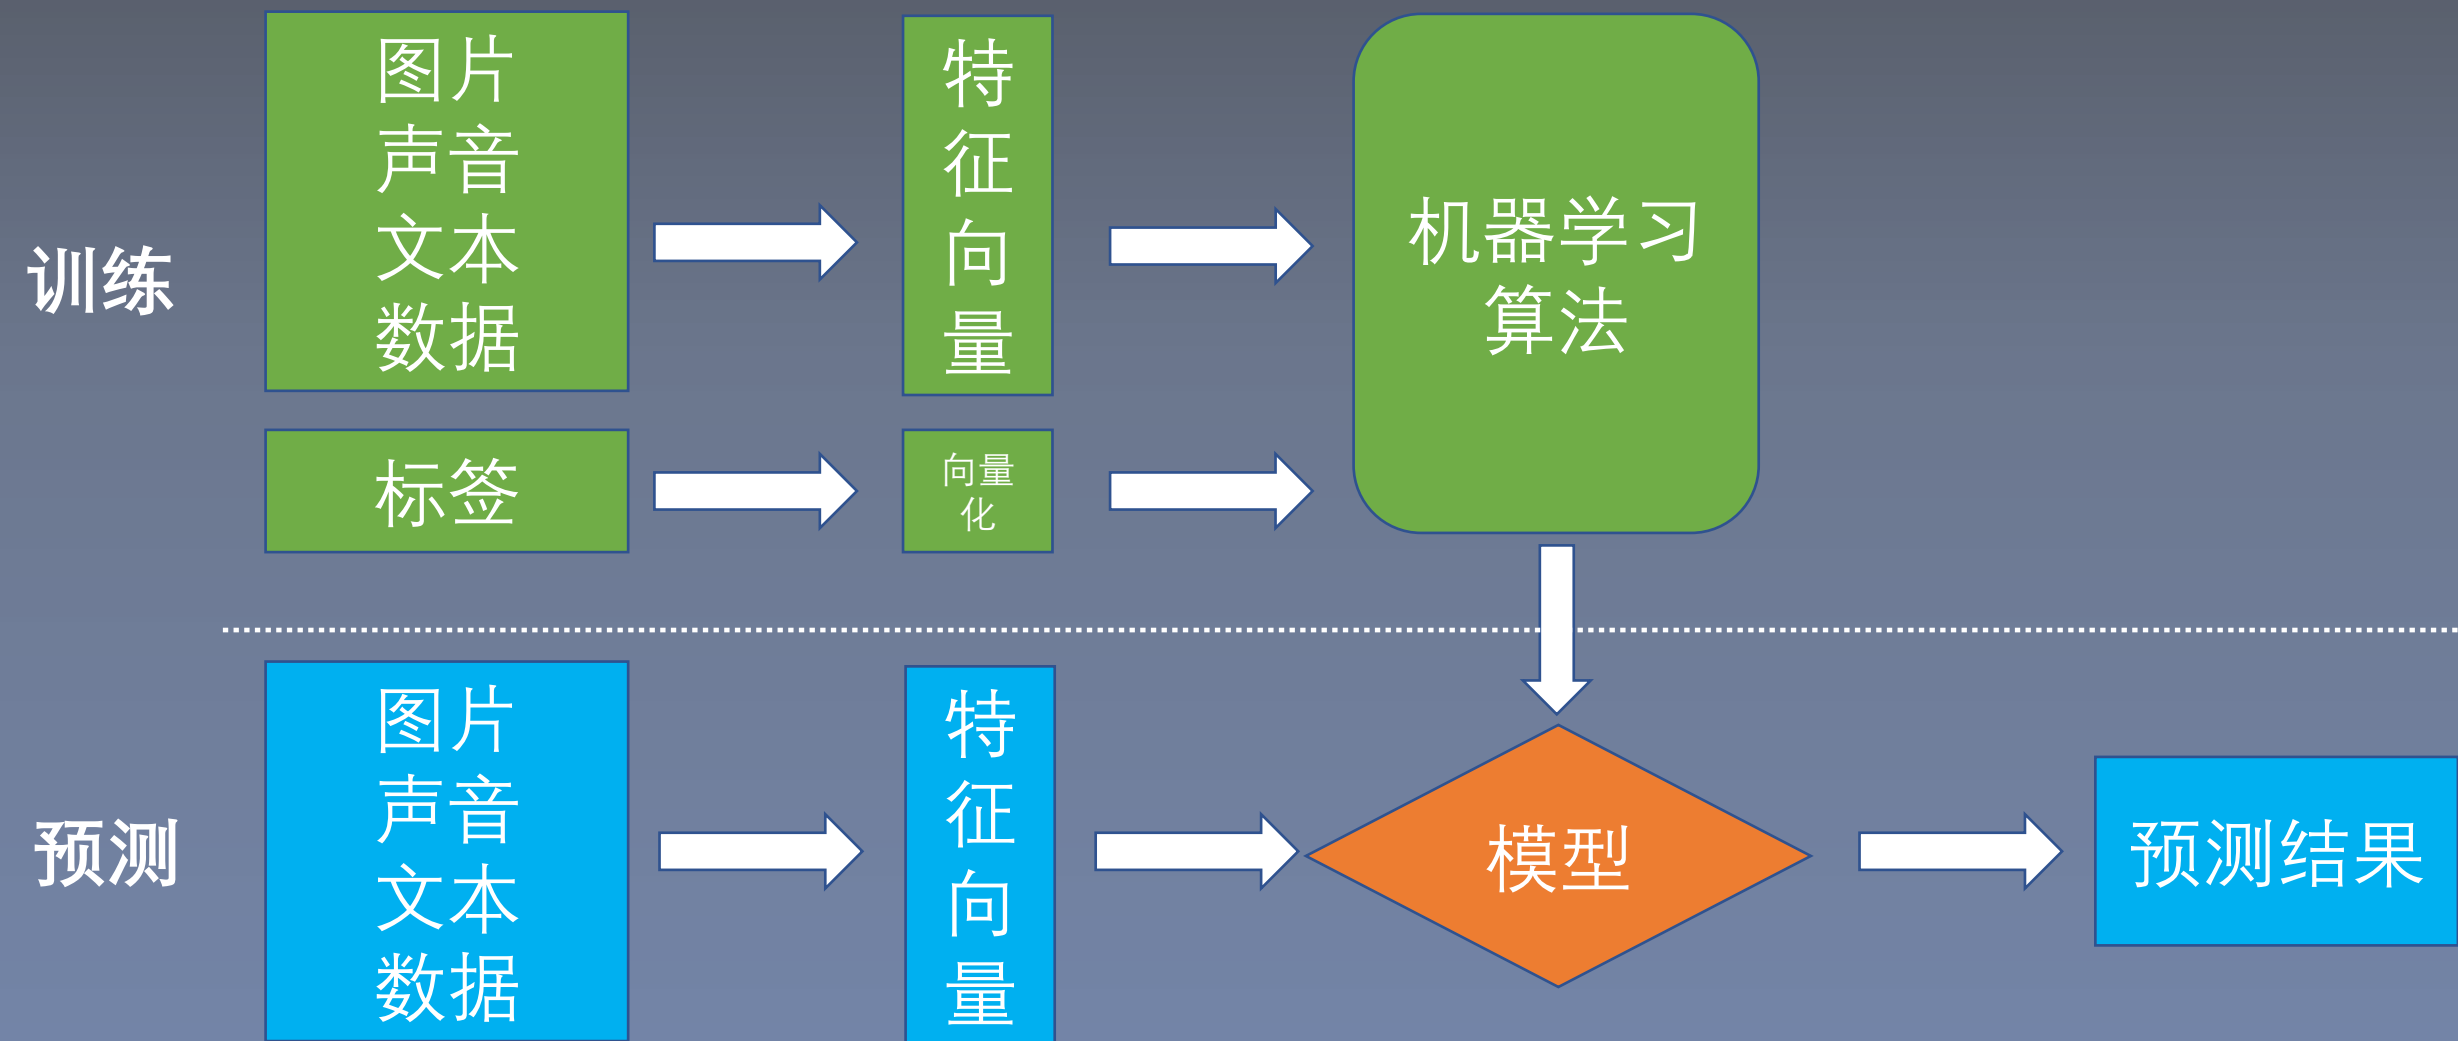 训练
图片
声音
文本
数据
特
征
向
量
机器学习
算法
标签
向量
化
预测
图片
声音
文本
数据
特
征
向
量
模型
预测结果